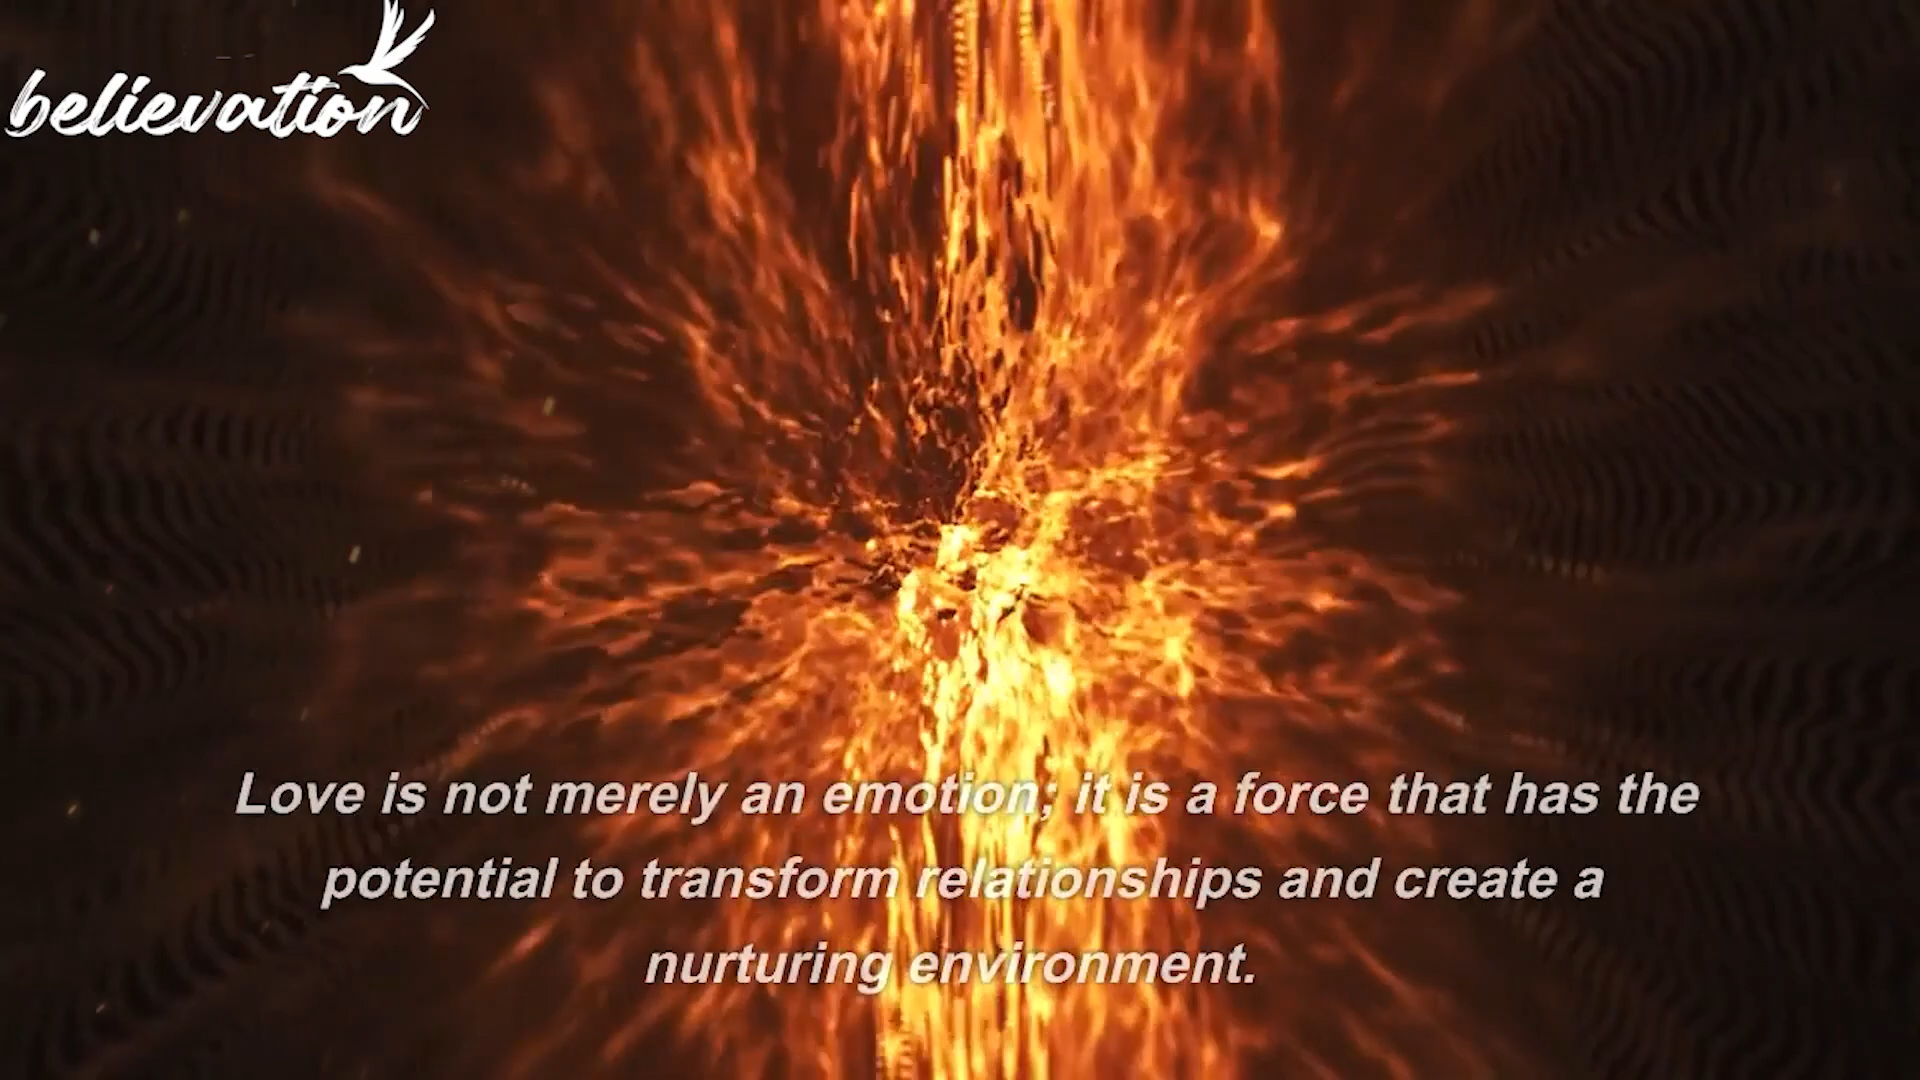 believation
Love is not merely an emotion; it is a force that has the
potential to transform relationships and create a
nurturing environment.